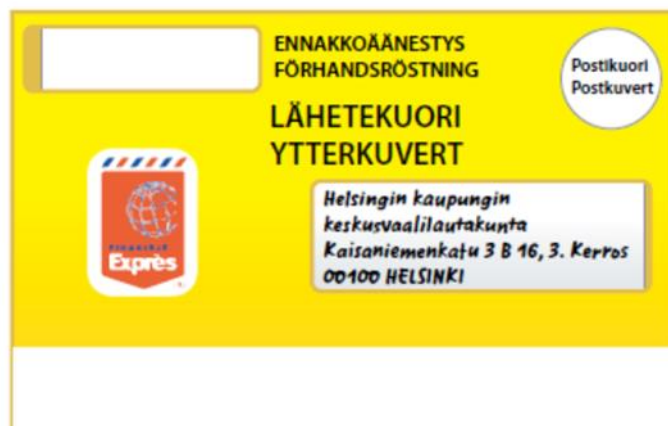 ENNAKKOÄÄNESTYS
FÖRHANDSRÖSTNING
Postikuori
Postkuvert
LÄHETEKUORI
YTTERKUVERT
Helsingin kaupungin
keskusvaalilautakunta
Kaisaniemenkatu 3 B 16, 3. Kerros
00100 HELSINKI
Exprès